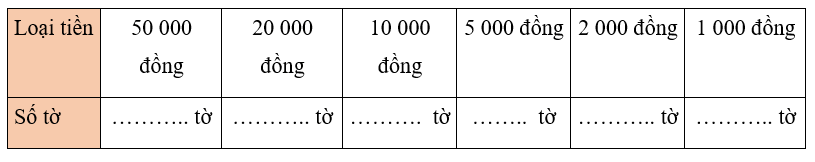 Loại tiền 50 000 20 000 10 000 5 000 đồng 2 000 đồng 1 000 đồng
đồng đồng đồng
Số tờ ……….. tờ ……….. tờ ………. tờ …….. tờ ……….. tờ ……….. tờ